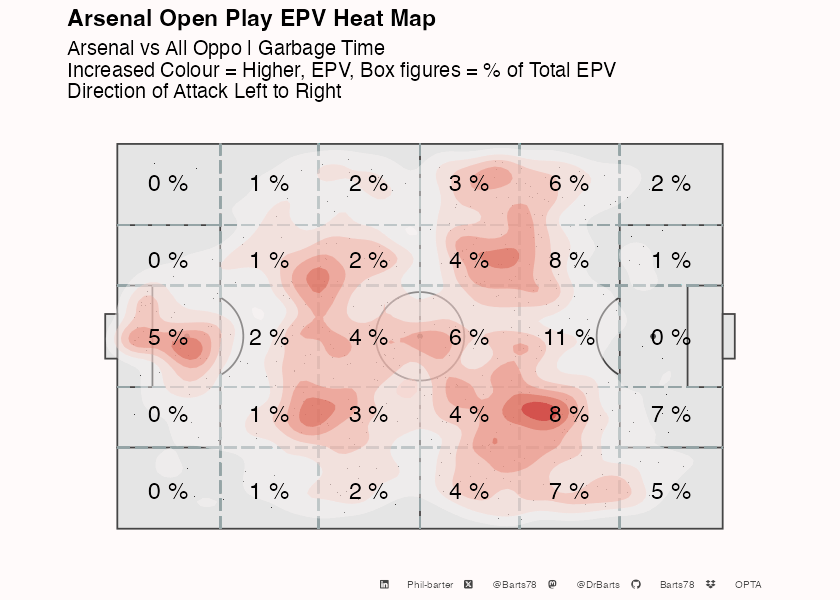 Arsenal Open Play EPV Heat Map
Arsenal vs All Oppo | Garbage Time
Increased Colour = Higher, EPV, Box figures = % of Total EPV
Direction of Attack Left to Right
0 % 1 % 2 % 3 % 6 % 2 %
0 % 1 % 2 % 4 % 8 % 1 %
5 % 2 % 4 % 6 % 11 % 0 %
0 % 1 % 3 % 4 % 8 % 7 %
0 % 1 % 2 % 4 % 7 % 5 %
Phil-barter @Barts78 @DrBarts Barts78 OPTA